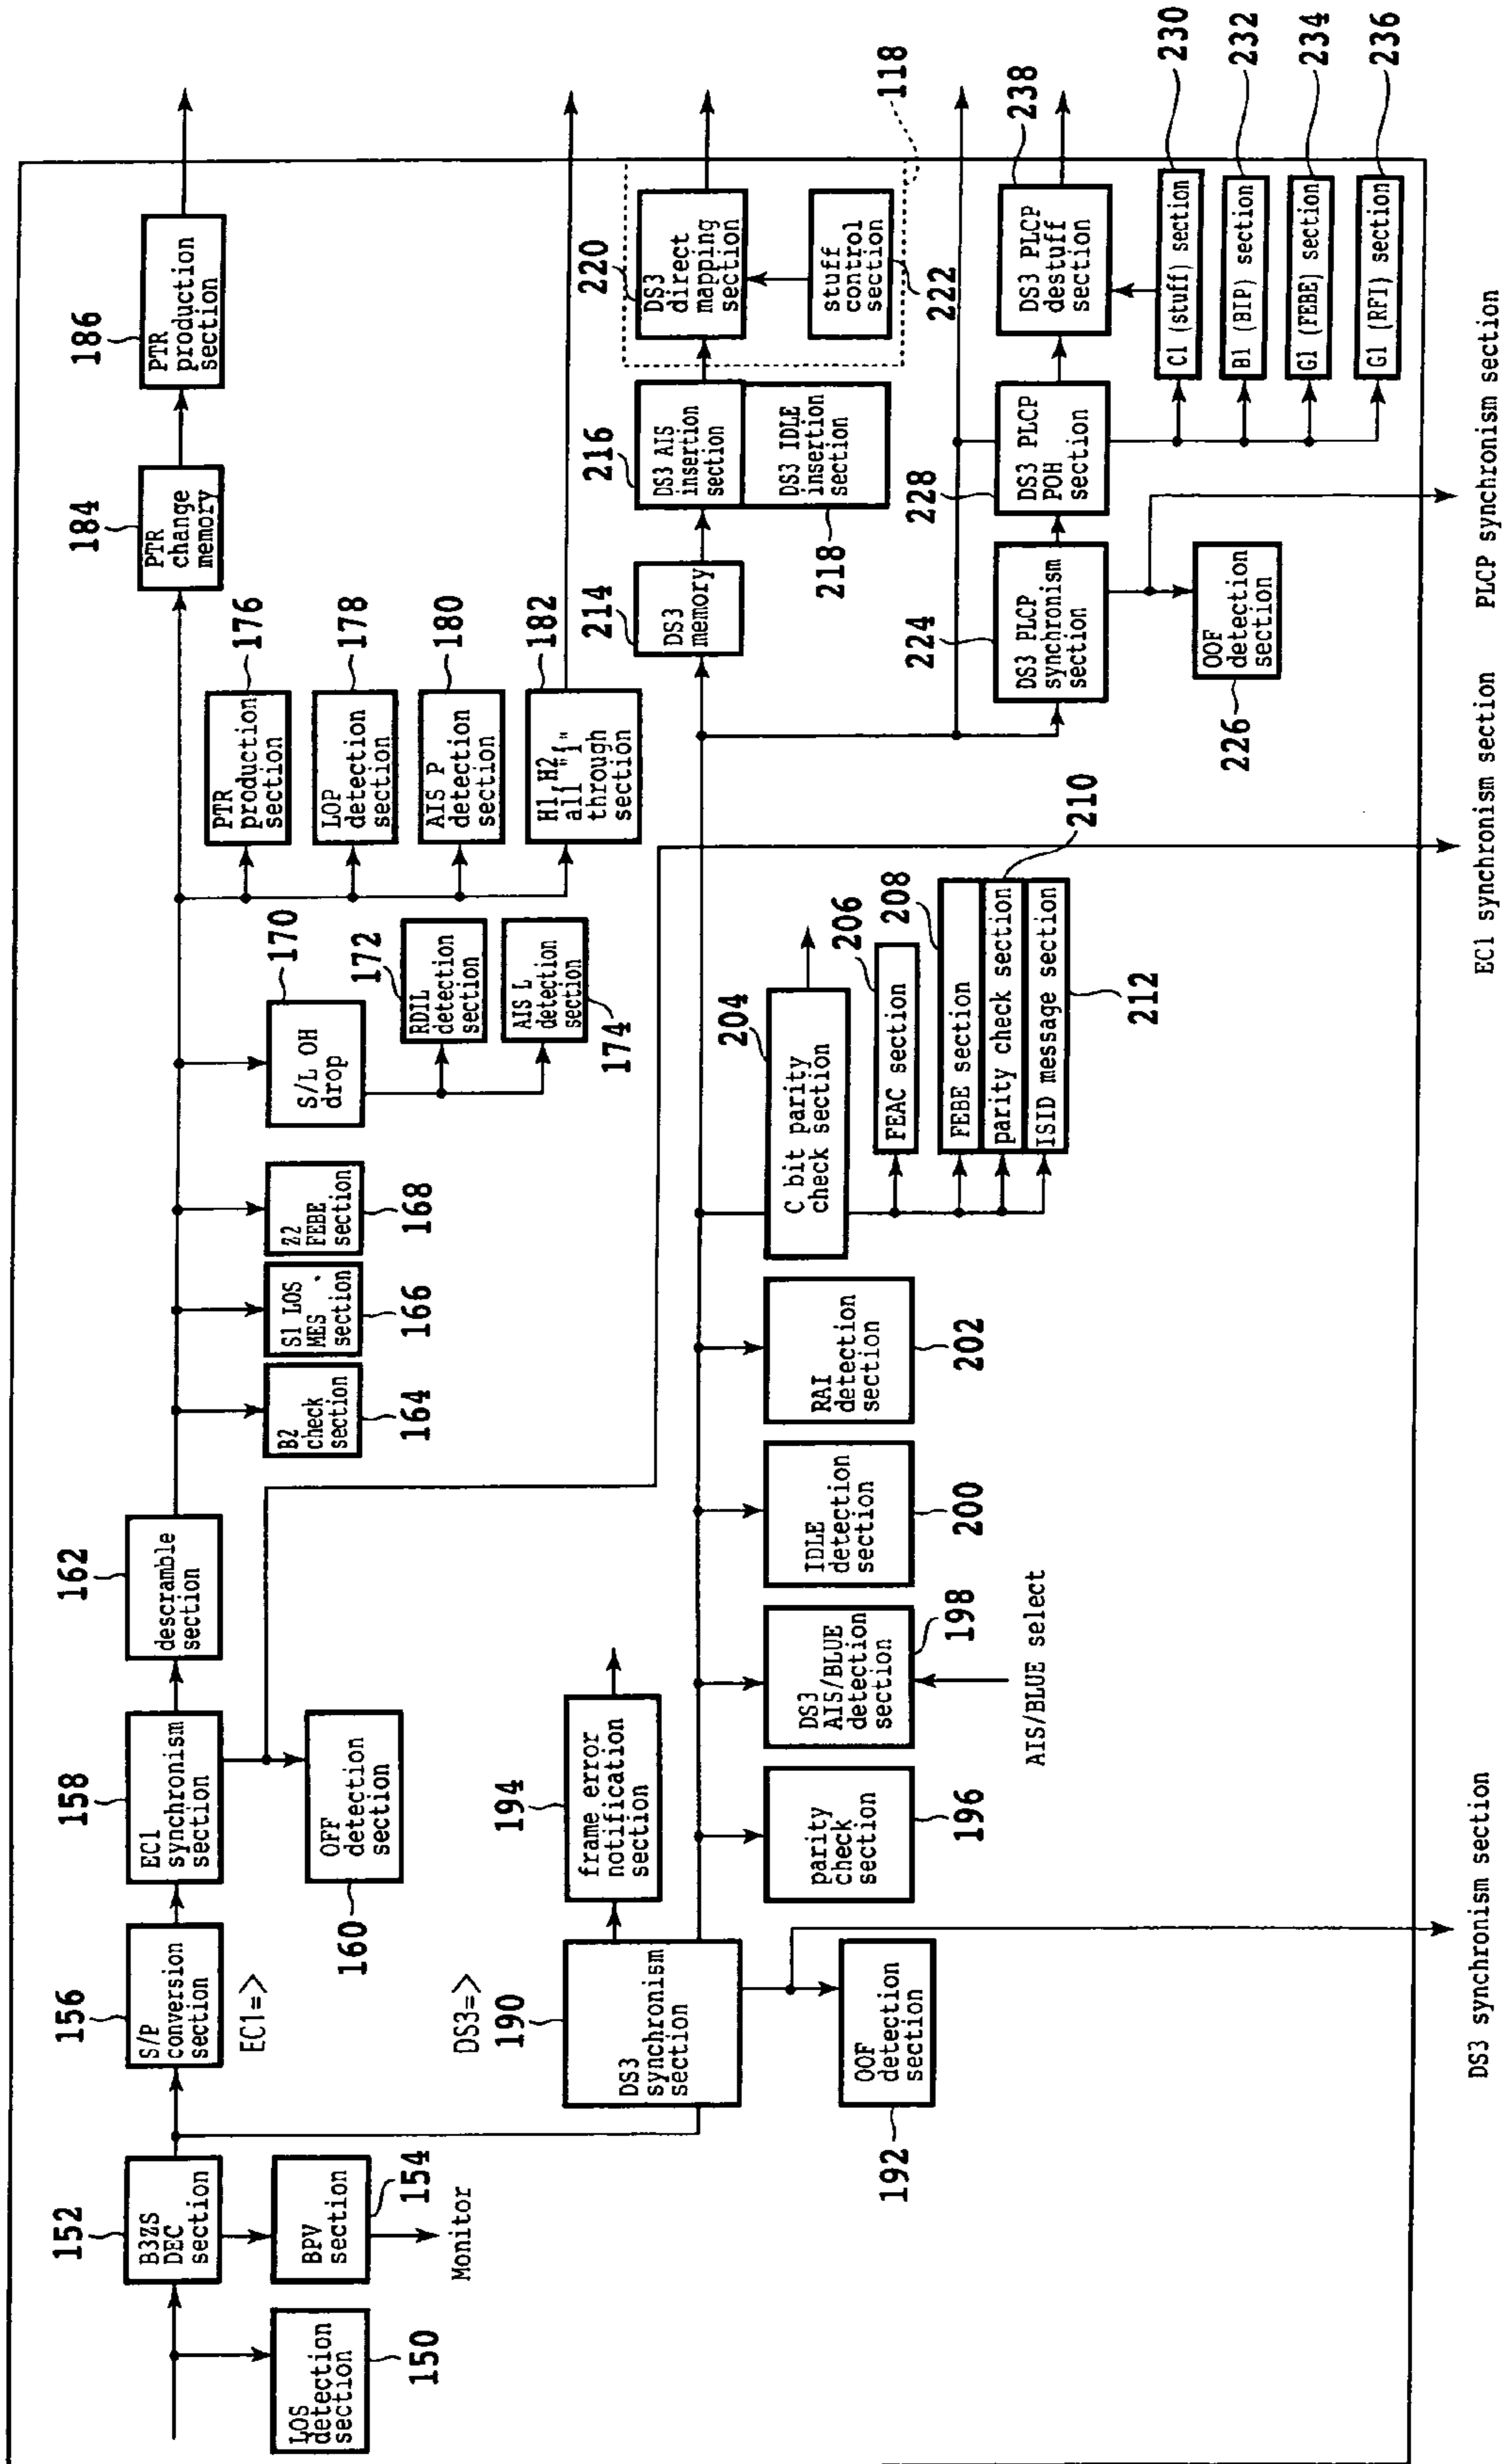 LOS
detection
section
150
152
B3ZS
DEC
section
BPV
section
154
Monitor
156
S/P
conversion
section
EC1=>
158
EC1
synchronism
section
OFF
detection
section
160
162
descramble
section
B2
check
section
164
S1 LOS
MES
section
166
Z2
FEBE
section
168
S/L OH
drop
170
RDIL
detection
section
172
AIS L
detection
section
174
PTR
production
section
176
LOP
detection
section
178
AIS P
detection
section
180
H1,H2
all "1"
through
section
182
184
PTR
change
memory
186
PTR
production
section
DS3=>
190
DS3
synchronism
section
OOF
detection
section
192
194
frame error
notification
section
parity
check
section
196
DS3
AIS/BLUE
detection
section
198
AIS/BLUE select
IDLE
detection
section
200
RAI
detection
section
202
204
C bit parity
check section
206
FEAC section
208
FEBE section
parity check section
210
ISID message section
212
214
DS3
memory
216
DS3 AIS
insertion
section
DS3 IDLE
insertion
section
218
220
DS3
direct
mapping
section
stuff
control
section
222
118
224
DS3 PLCP
synchronism
section
OOF
detection
section
226
228
DS3 PLCP
POH
section
DS3 PLCP
destuff
section
238
C1 (stuff) section
230
B1 (BIP) section
232
G1 (FEBE) section
234
G1 (RFI) section
236
DS3 synchronism section
EC1 synchronism section
PLCP synchronism section